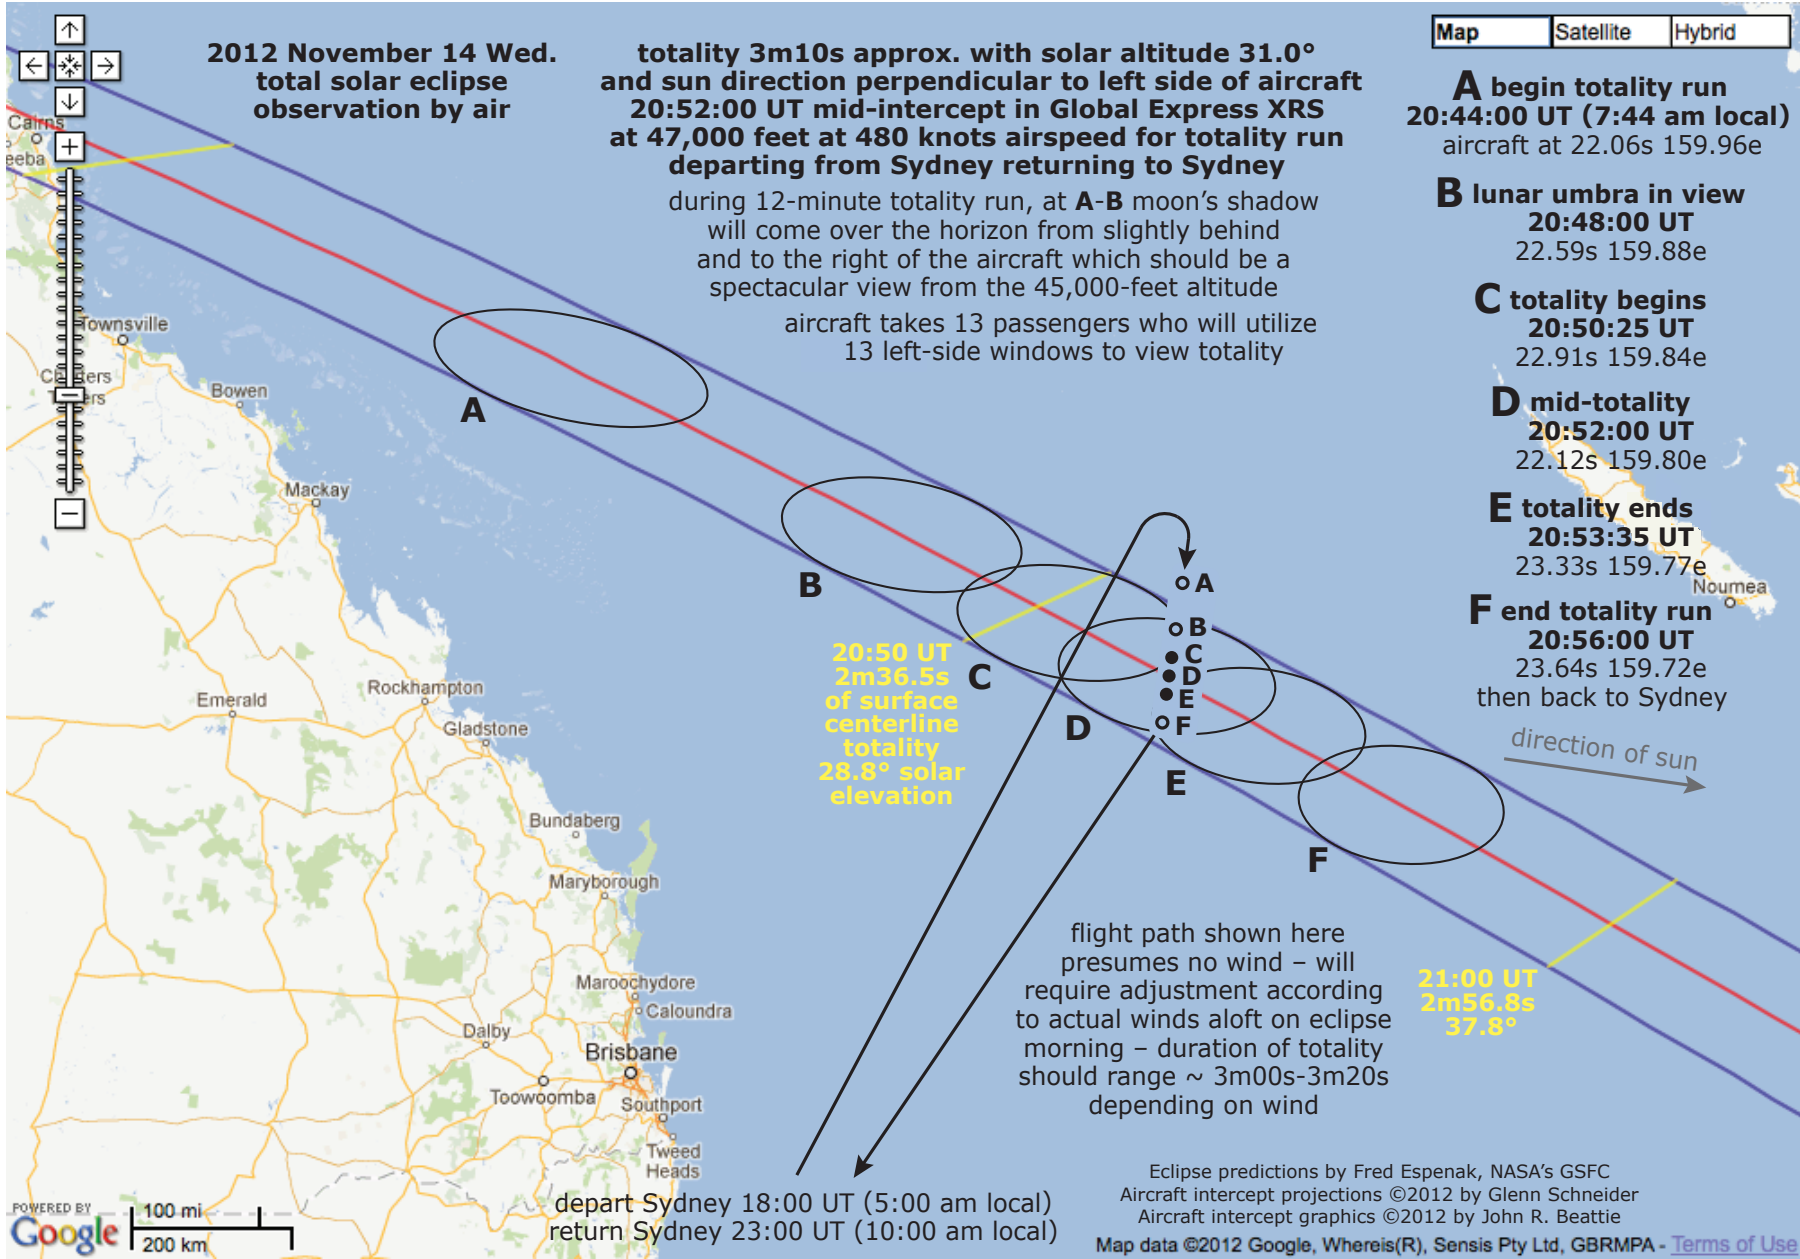 2012 November 14 Wed.
total solar eclipse
observation by air
totality 3m10s approx. with solar altitude 31.0°
and sun direction perpendicular to left side of aircraft
20:52:00 UT mid-intercept in Global Express XRS
at 47,000 feet at 480 knots airspeed for totality run
departing from Sydney returning to Sydney
during 12-minute totality run, at A-B moon's shadow
will come over the horizon from slightly behind
and to the right of the aircraft which should be a
spectacular view from the 45,000-feet altitude
aircraft takes 13 passengers who will utilize
13 left-side windows to view totality
Map
Satellite
Hybrid
A begin totality run
20:44:00 UT (7:44 am local)
aircraft at 22.06s 159.96e
B lunar umbra in view
20:48:00 UT
22.59s 159.88e
C totality begins
20:50:25 UT
22.91s 159.84e
D mid-totality
20:52:00 UT
22.12s 159.80e
E totality ends
20:53:35 UT
23.33s 159.77e
F end totality run
20:56:00 UT
23.64s 159.72e
then back to Sydney
direction of sun
Noumea
Cairns
eeba
Townsville
Bowen
Mackay
Emerald
Rockhampton
Gladstone
Bundaberg
Maryborough
Maroochydore
Caloundra
Dalby
Brisbane
Toowoomba
Southport
Tweed
Heads
A
B
C
D
E
F
A
B
C
D
E
F
20:50 UT
2m36.5s
of surface
centerline
totality
28.8° solar
elevation
21:00 UT
2m56.8s
37.8°
flight path shown here
presumes no wind – will
require adjustment according
to actual winds aloft on eclipse
morning – duration of totality
should range ~ 3m00s-3m20s
depending on wind
depart Sydney 18:00 UT (5:00 am local)
return Sydney 23:00 UT (10:00 am local)
Eclipse predictions by Fred Espenak, NASA's GSFC
Aircraft intercept projections ©2012 by Glenn Schneider
Aircraft intercept graphics ©2012 by John R. Beattie
Map data ©2012 Google, Whereis(R), Sensis Pty Ltd, GBRMPA - Terms of Use
POWERED BY
Google
100 mi
200 km